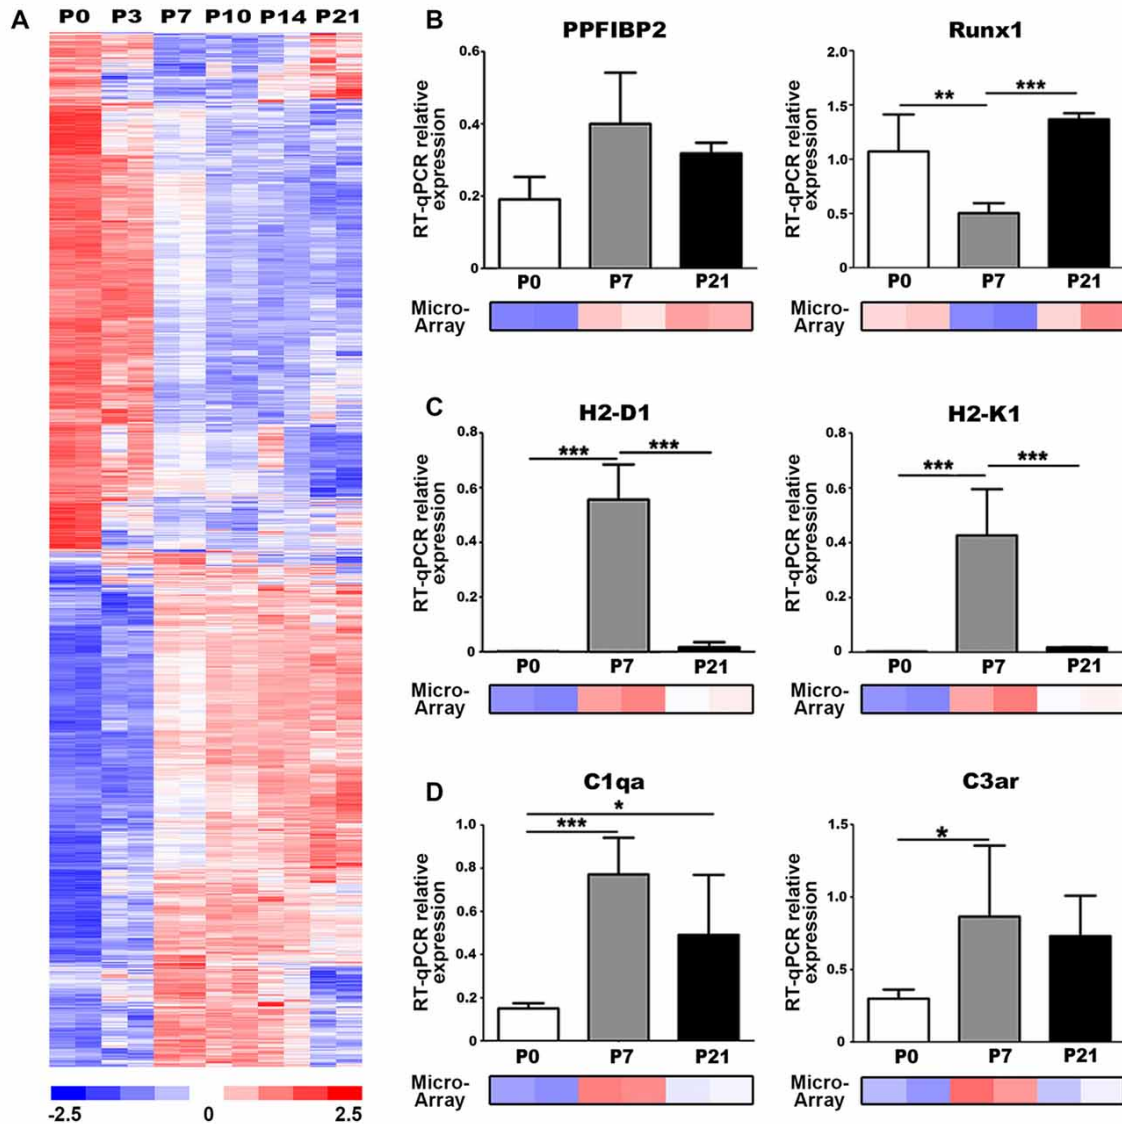 A
P0 P3 P7 P10 P14 P21
-2.5 0 2.5
B
PPFIBP2
RT-qPCR relative
expression
0.6
0.4
0.2
0
P0 P7 P21
Micro-
Array
Runx1
RT-qPCR relative
expression
2.0
1.5
1.0
0.5
0
** ***
P0 P7 P21
Micro-
Array
C
H2-D1
RT-qPCR relative
expression
0.8
0.6
0.4
0.2
0
*** ***
P0 P7 P21
Micro-
Array
H2-K1
RT-qPCR relative
expression
0.8
0.6
0.4
0.2
0
*** ***
P0 P7 P21
Micro-
Array
D
C1qa
RT-qPCR relative
expression
1.0
0.8
0.6
0.4
0.2
0
*
***
P0 P7 P21
Micro-
Array
C3ar
RT-qPCR relative
expression
1.5
1.0
0.5
0
*
P0 P7 P21
Micro-
Array